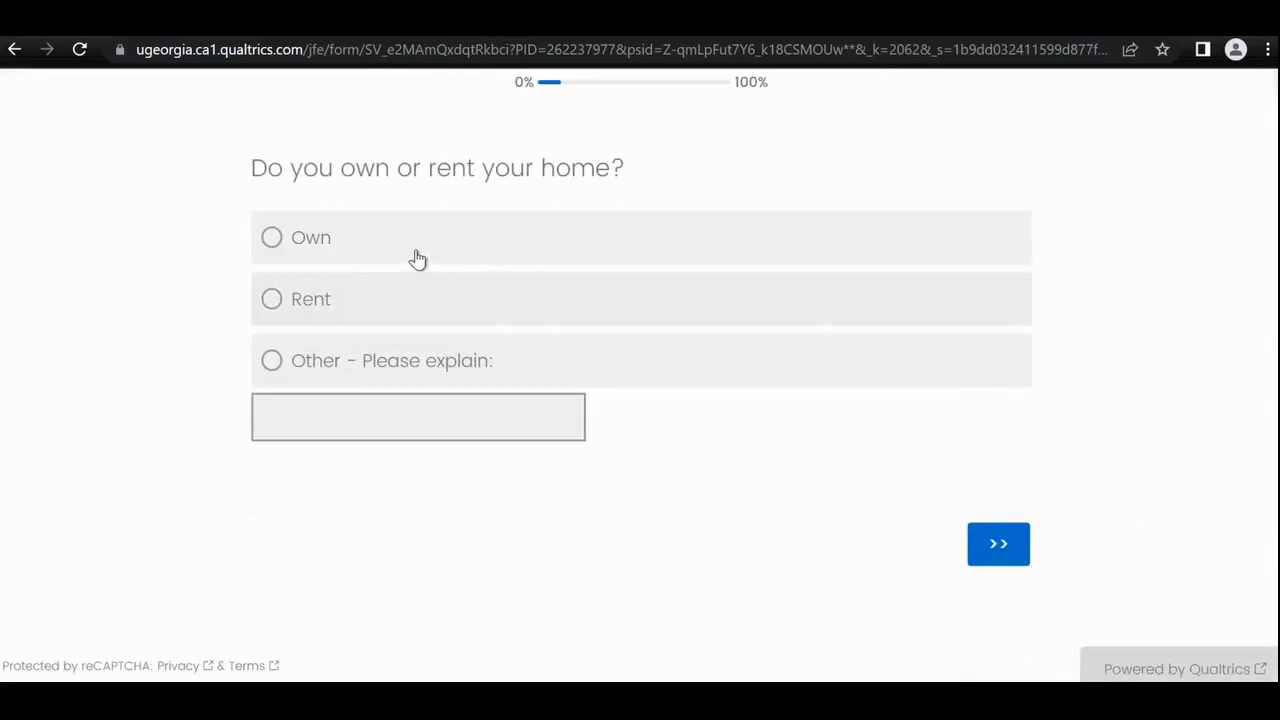 ugeorgia.ca1.qualtrics.com/jfe/form/SV_e2MAmQxdqtRkbci?PID=262237977&psid=Z-qmLpFut7Y6_k18CSMOUw**&_k=2062&_s=1b9dd032411599d877f...
0% 100%
Do you own or rent your home?
Own
Rent
Other - Please explain:
>>
Protected by reCAPTCHA: Privacy & Terms
Powered by Qualtrics